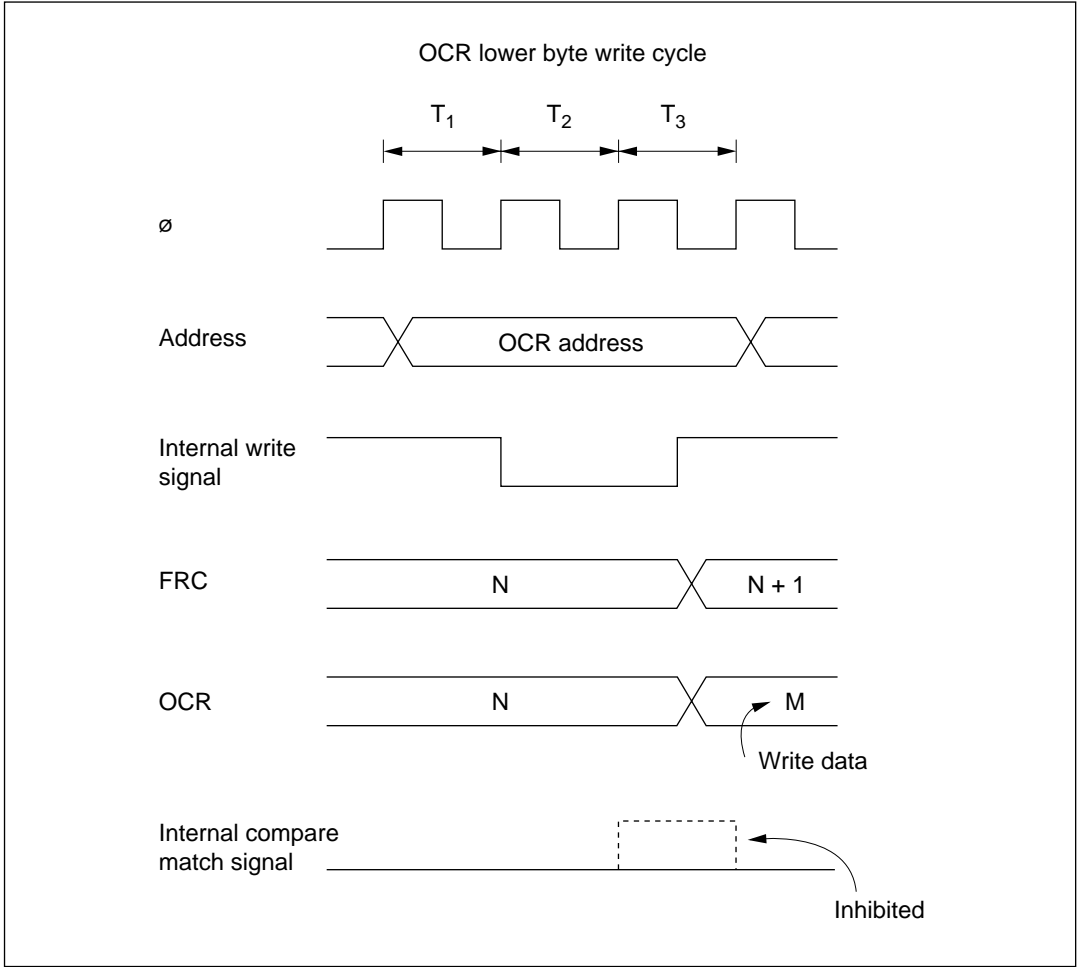 OCR lower byte write cycle
T1 T2 T3
ø
Address
OCR address
Internal write
signal
FRC
N
N + 1
OCR
N
M
Write data
Internal compare
match signal
Inhibited